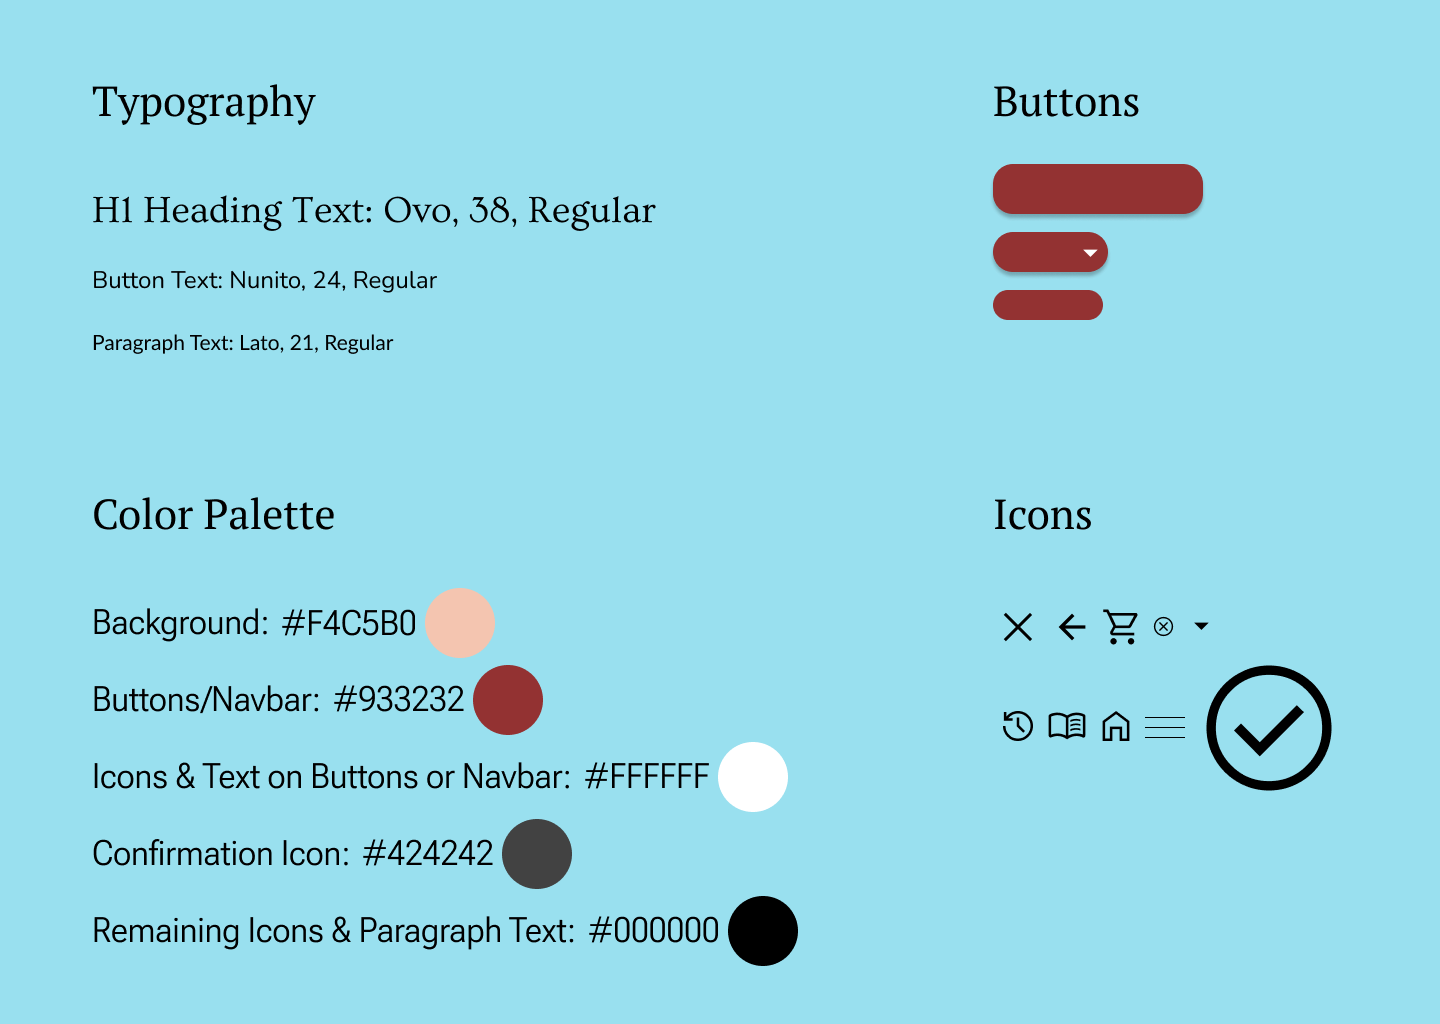 Typography
H1 Heading Text: Ovo, 38, Regular
Button Text: Nunito, 24, Regular
Paragraph Text: Lato, 21, Regular
Buttons
Color Palette
Background: #F4C5B0
Buttons/Navbar: #933232
Icons & Text on Buttons or Navbar: #FFFFFF
Confirmation Icon: #424242
Remaining Icons & Paragraph Text: #000000
Icons